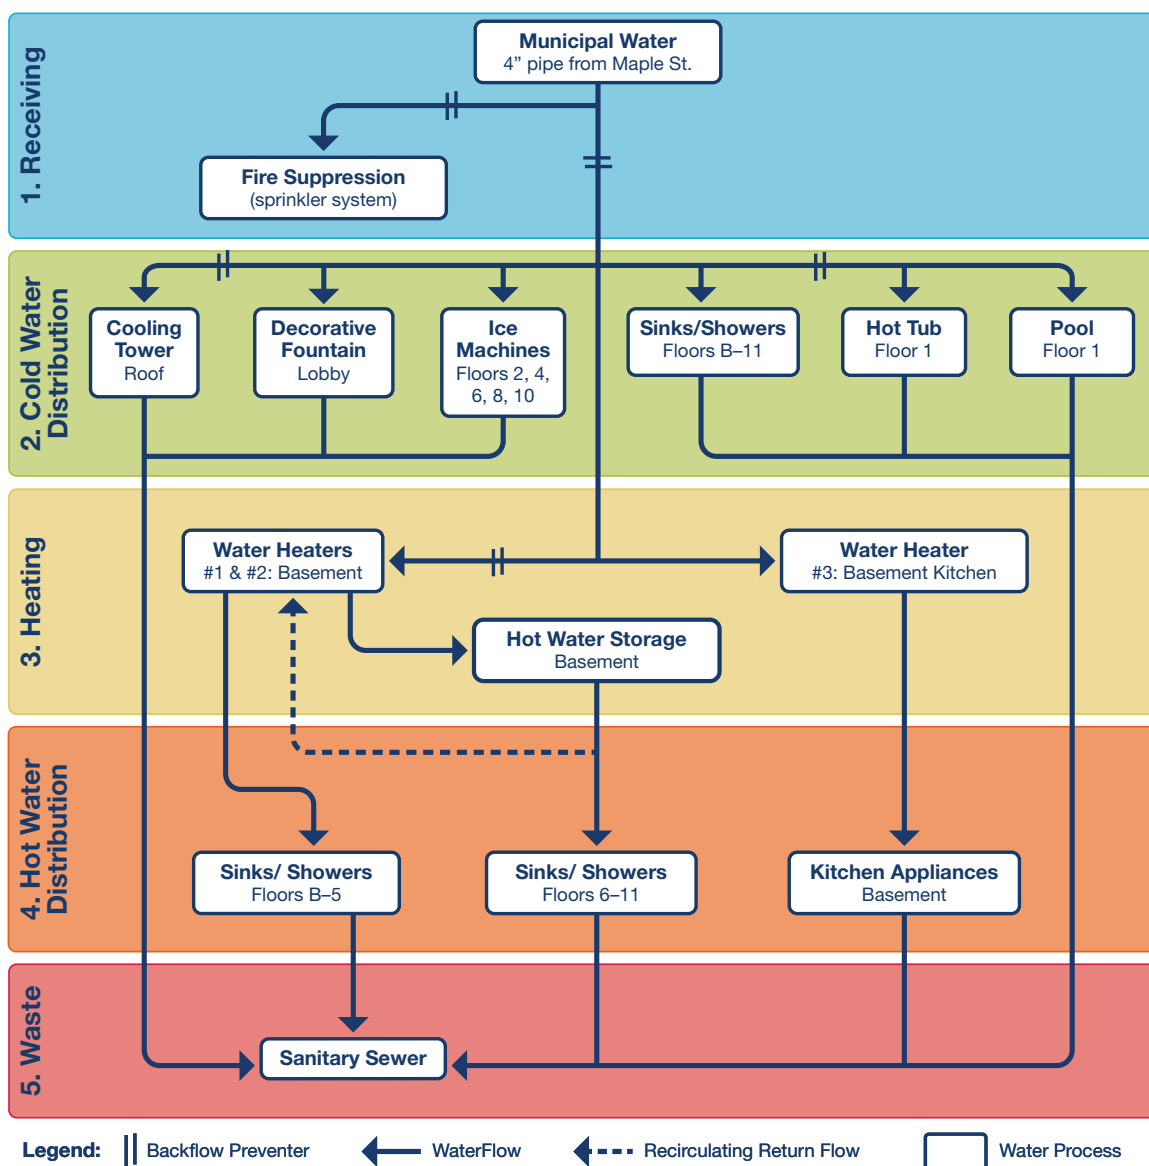 1. Receiving
Municipal Water
4” pipe from Maple St.
Fire Suppression
(sprinkler system)
2. Cold Water
Distribution
Cooling
Tower
Roof
Decorative
Fountain
Lobby
Ice
Machines
Floors 2, 4,
6, 8, 10
Sinks/Showers
Floors B–11
Hot Tub
Floor 1
Pool
Floor 1
3. Heating
Water Heaters
#1 & #2: Basement
Water Heater
#3: Basement Kitchen
Hot Water Storage
Basement
4. Hot Water
Distribution
Sinks/ Showers
Floors B–5
Sinks/ Showers
Floors 6–11
Kitchen Appliances
Basement
5. Waste
Sanitary Sewer
Legend:
Backflow Preventer
WaterFlow
Recirculating Return Flow
Water Process